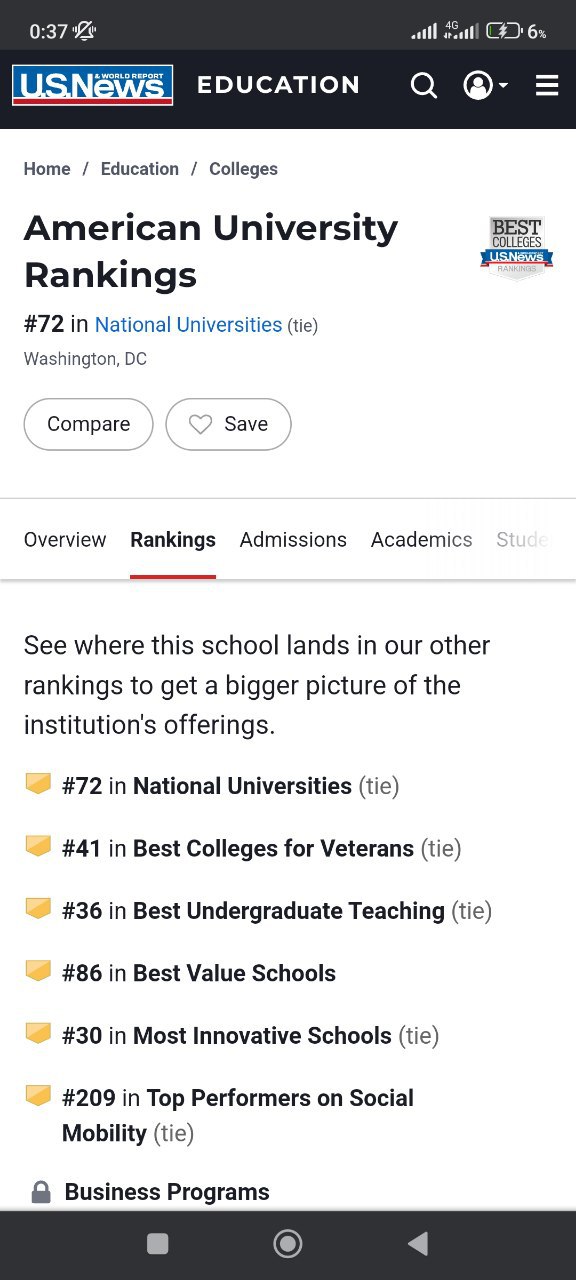 0:37 4G 6%
U.S.News & WORLD REPORT EDUCATION
Home / Education / Colleges
American University
Rankings
BEST
COLLEGES
U.S.News
RANKINGS
#72 in National Universities (tie)
Washington, DC
Compare Save
Overview Rankings Admissions Academics Stude
See where this school lands in our other
rankings to get a bigger picture of the
institution's offerings.
#72 in National Universities (tie)
#41 in Best Colleges for Veterans (tie)
#36 in Best Undergraduate Teaching (tie)
#86 in Best Value Schools
#30 in Most Innovative Schools (tie)
#209 in Top Performers on Social
Mobility (tie)
Business Programs